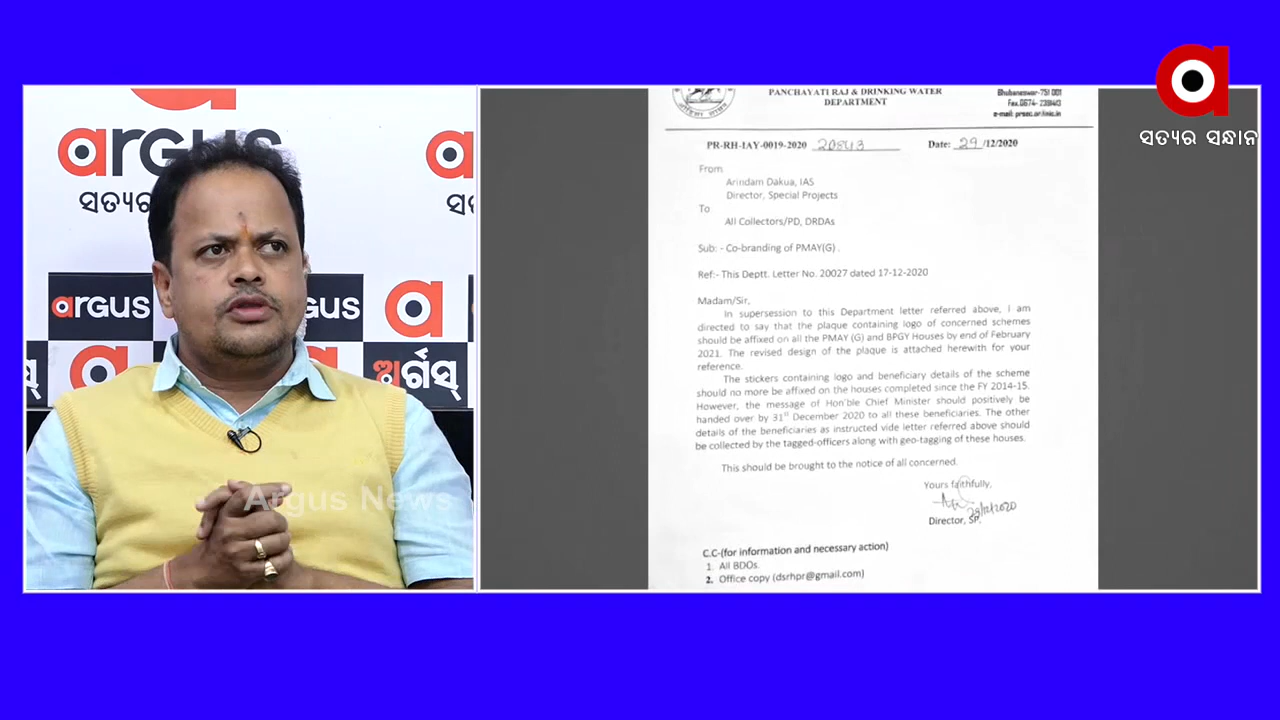 ସତ୍ୟର ସନ୍ଧାନ
argus
ସତ୍ୟର
argus
argus
ଅର୍ଗସ୍
Argus News
PANCHAYATI RAJ & DRINKING WATER
DEPARTMENT
Bhubaneswar-751 001
PR-RH-IAY-0019-2020 20543 Date: 29/12/2020
From
Arindam Dakua, IAS
Director, Special Projects
To
All Collectors/PD, DRDAs
Sub: - Co-branding of PMAY(G) .
Ref:- This Deptt. Letter No. 20027 dated 17-12-2020
Madam/Sir,
In supersession to this Department letter referred above, I am
directed to say that the plaque containing logo of concerned schemes
should be affixed on all the PMAY (G) and BPGY Houses by end of February
2021. The revised design of the plaque is attached herewith for your
reference.
The stickers containing logo and beneficiary details of the scheme
should no more be affixed on the houses completed since the FY 2014-15.
However, the message of Hon'ble Chief Minister should positively be
handed over by 31st December 2020 to all these beneficiaries. The other
details of the beneficiaries as instructed vide letter referred above should
be collected by the tagged-officers along with geo-tagging of these houses.
This should be brought to the notice of all concerned.
Yours faithfully,
29/12/2020
Director, SP.
C.C-(for information and necessary action)
1. All BDOs.
2. Office copy (dsrhpr@gmail.com)